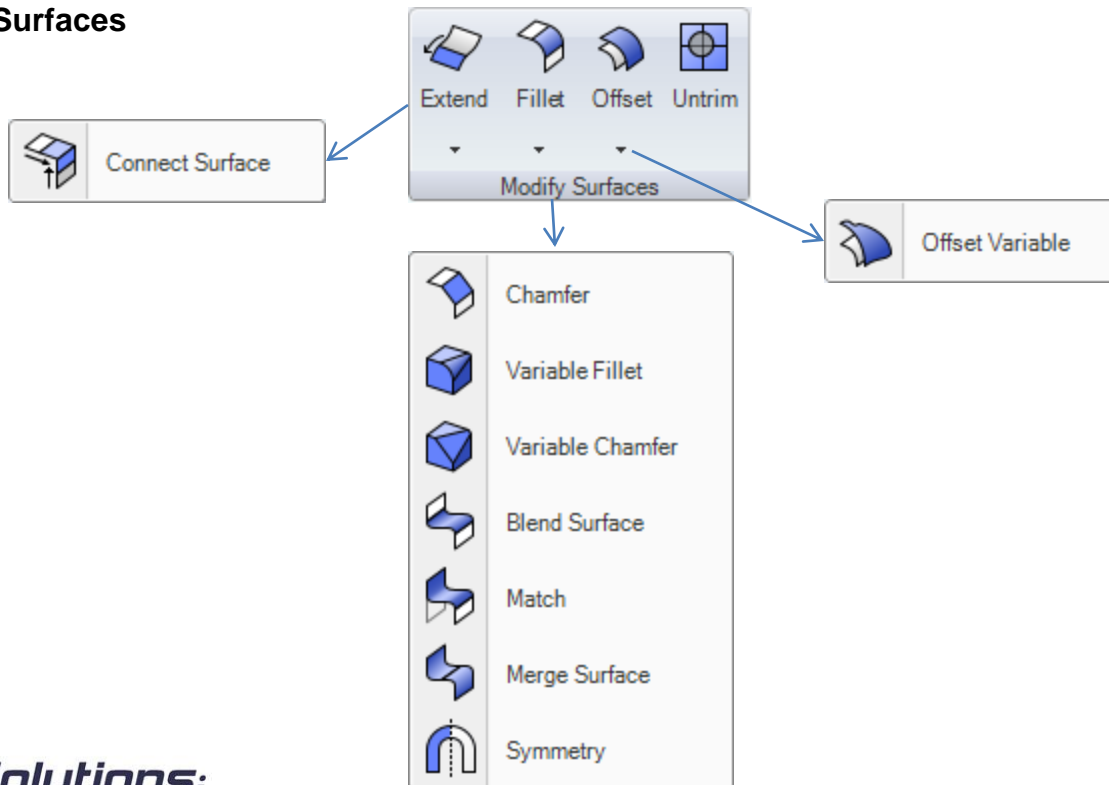 Surfaces
Extend Fillet Offset Untrim
Modify Surfaces
Connect Surface
Offset Variable
Chamfer
Variable Fillet
Variable Chamfer
Blend Surface
Match
Merge Surface
Symmetry